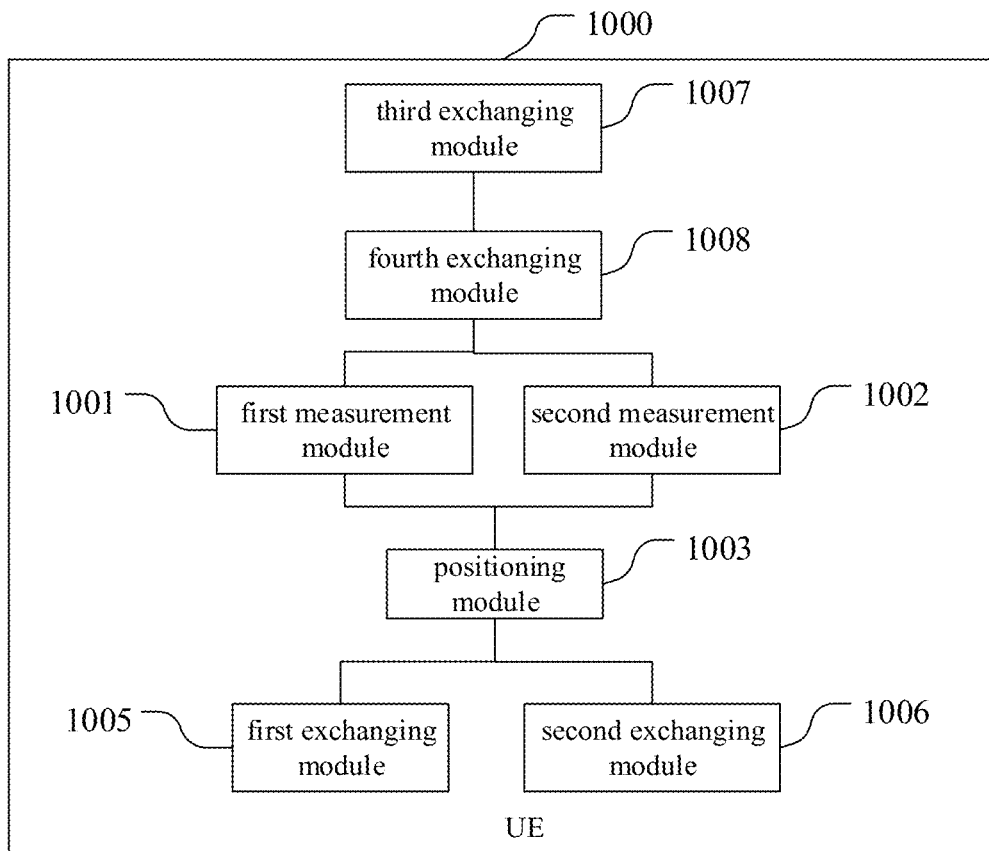 1000
third exchanging
module
1007
fourth exchanging
module
1008
1001
first measurement
module
second measurement
module
1002
positioning
module
1003
1005
first exchanging
module
second exchanging
module
1006
UE